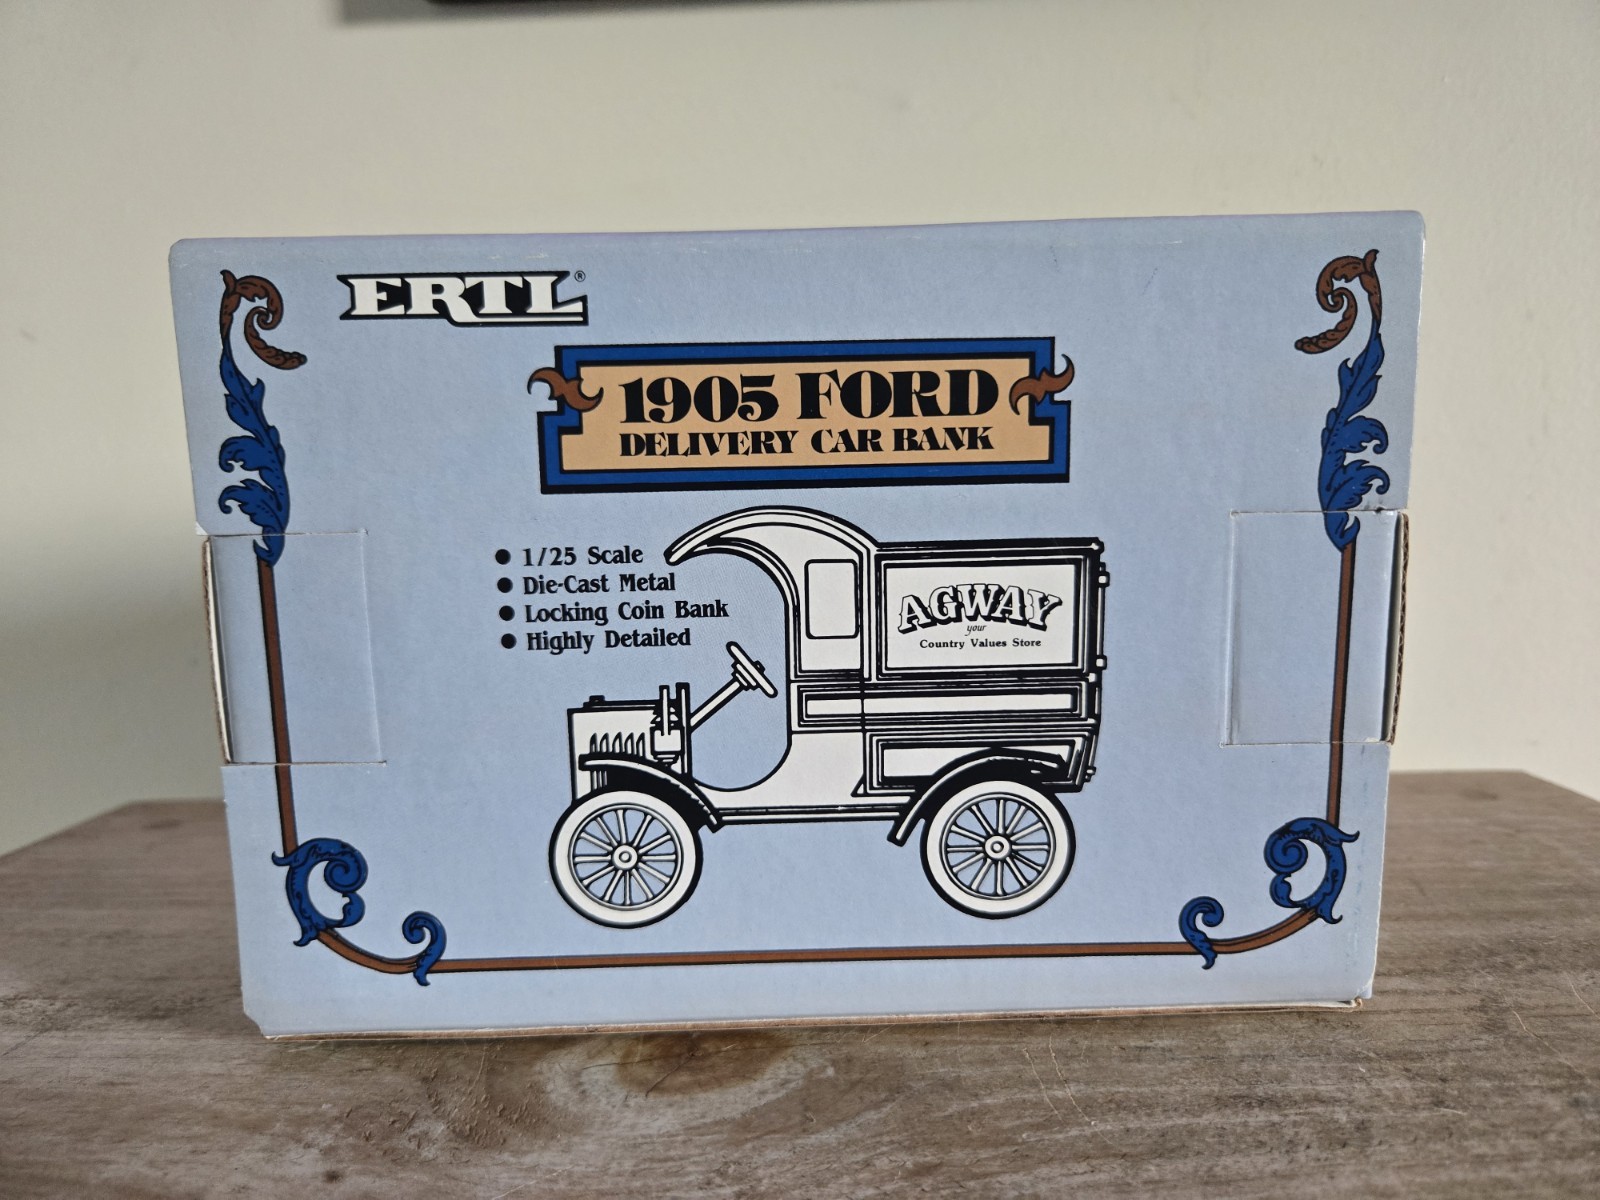 ERTL®
1905 FORD
DELIVERY CAR BANK
● 1/25 Scale
● Die-Cast Metal
● Locking Coin Bank
● Highly Detailed
AGWAY
your
Country Values Store